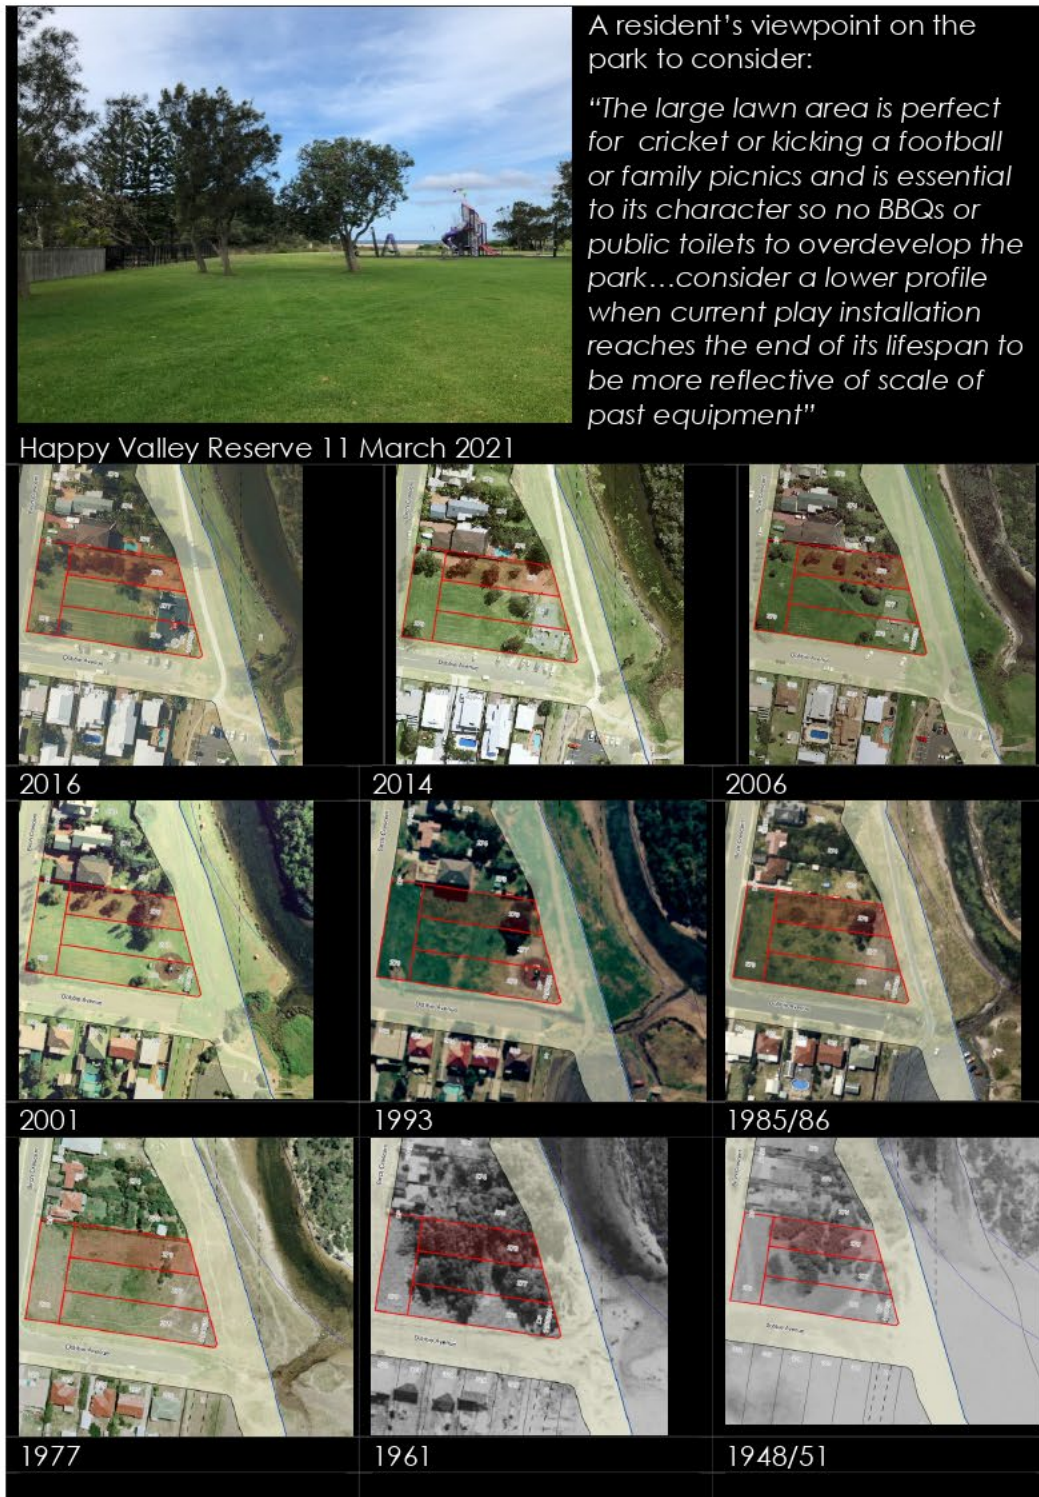 A resident's viewpoint on the
park to consider:
“The large lawn area is perfect
for cricket or kicking a football
or family picnics and is essential
to its character so no BBQs or
public toilets to overdevelop the
park...consider a lower profile
when current play installation
reaches the end of its lifespan to
be more reflective of scale of
past equipment”
Happy Valley Reserve 11 March 2021
2016
2014
2006
2001
1993
1985/86
1977
1961
1948/51